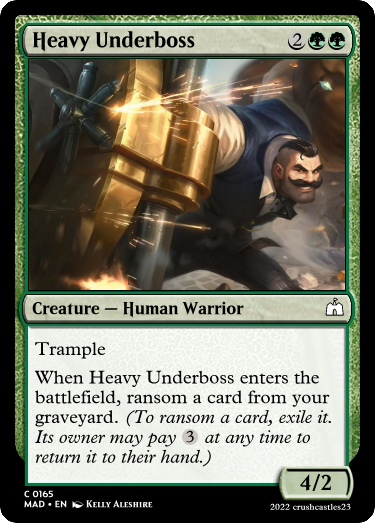 Heavy Underboss 2
Creature — Human Warrior
Trample
When Heavy Underboss enters the
battlefield, ransom a card from your
graveyard. (To ransom a card, exile it.
Its owner may pay 3 at any time to
return it to their hand.)
4/2
C 0165
MAD • EN Kelly Aleshire
2022 crushcastles23